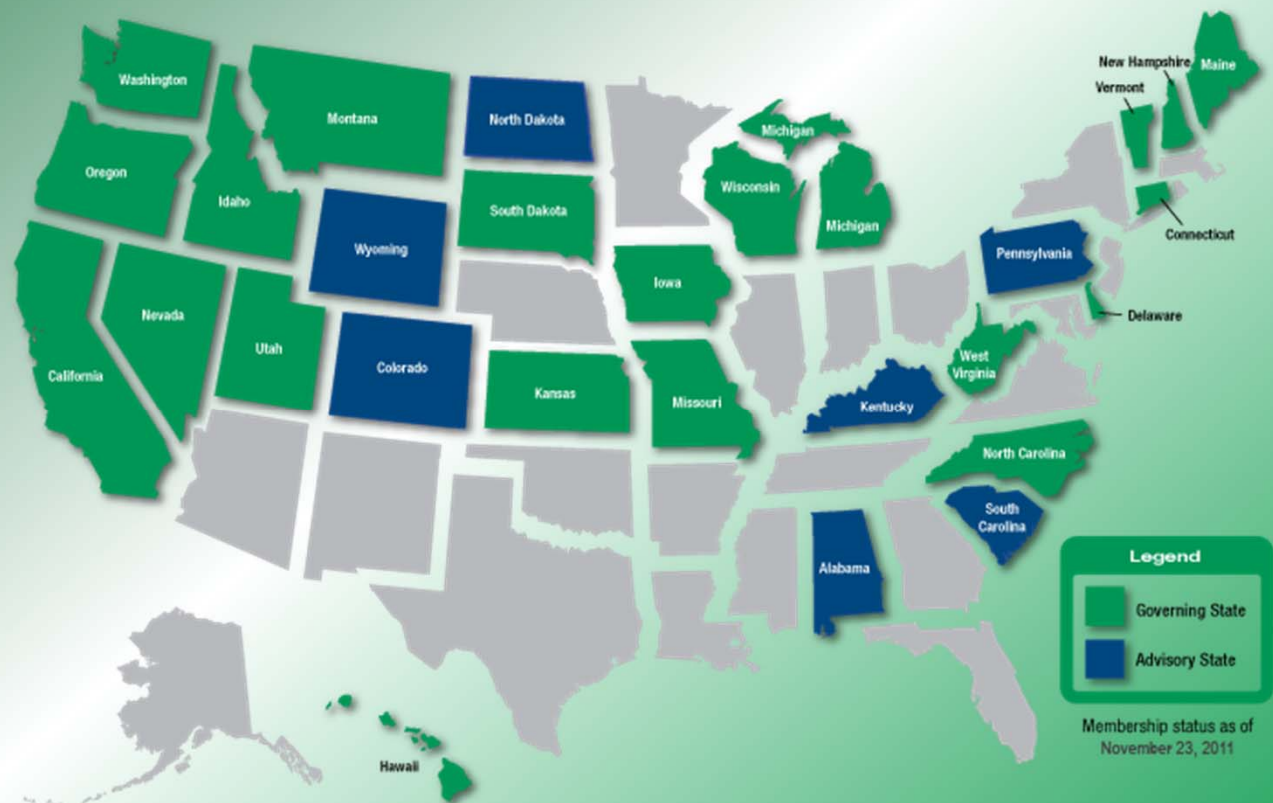 New Hampshire
Maine
Washington
Vermont
Montana
North Dakota
Michigan
Oregon
Wisconsin
Idaho
South Dakota
Michigan
Connecticut
Wyoming
Pennsylvania
Iowa
Nevada
Delaware
Utah
West
Virginia
California
Colorado
Kansas
Missouri
Kentucky
North Carolina
South
Carolina
Alabama
Legend
Governing State
Advisory State
Membership status as of
November 23, 2011
Hawaii